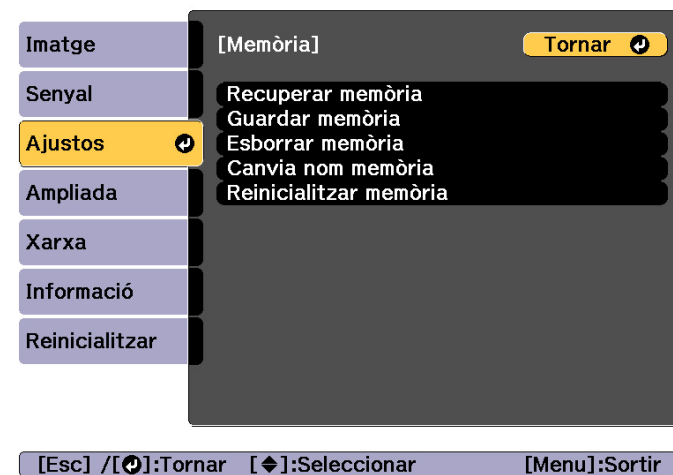 Imatge
Senyal
Ajustos
Ampliada
Xarxa
Informació
Reinicialitzar
[Memòria]
Tornar
Recuperar memòria
Guardar memòria
Esborrar memòria
Canvia nom memòria
Reinicialitzar memòria
[Esc] /[⏎]:Tornar [◆]:Seleccionar [Menu]:Sortir